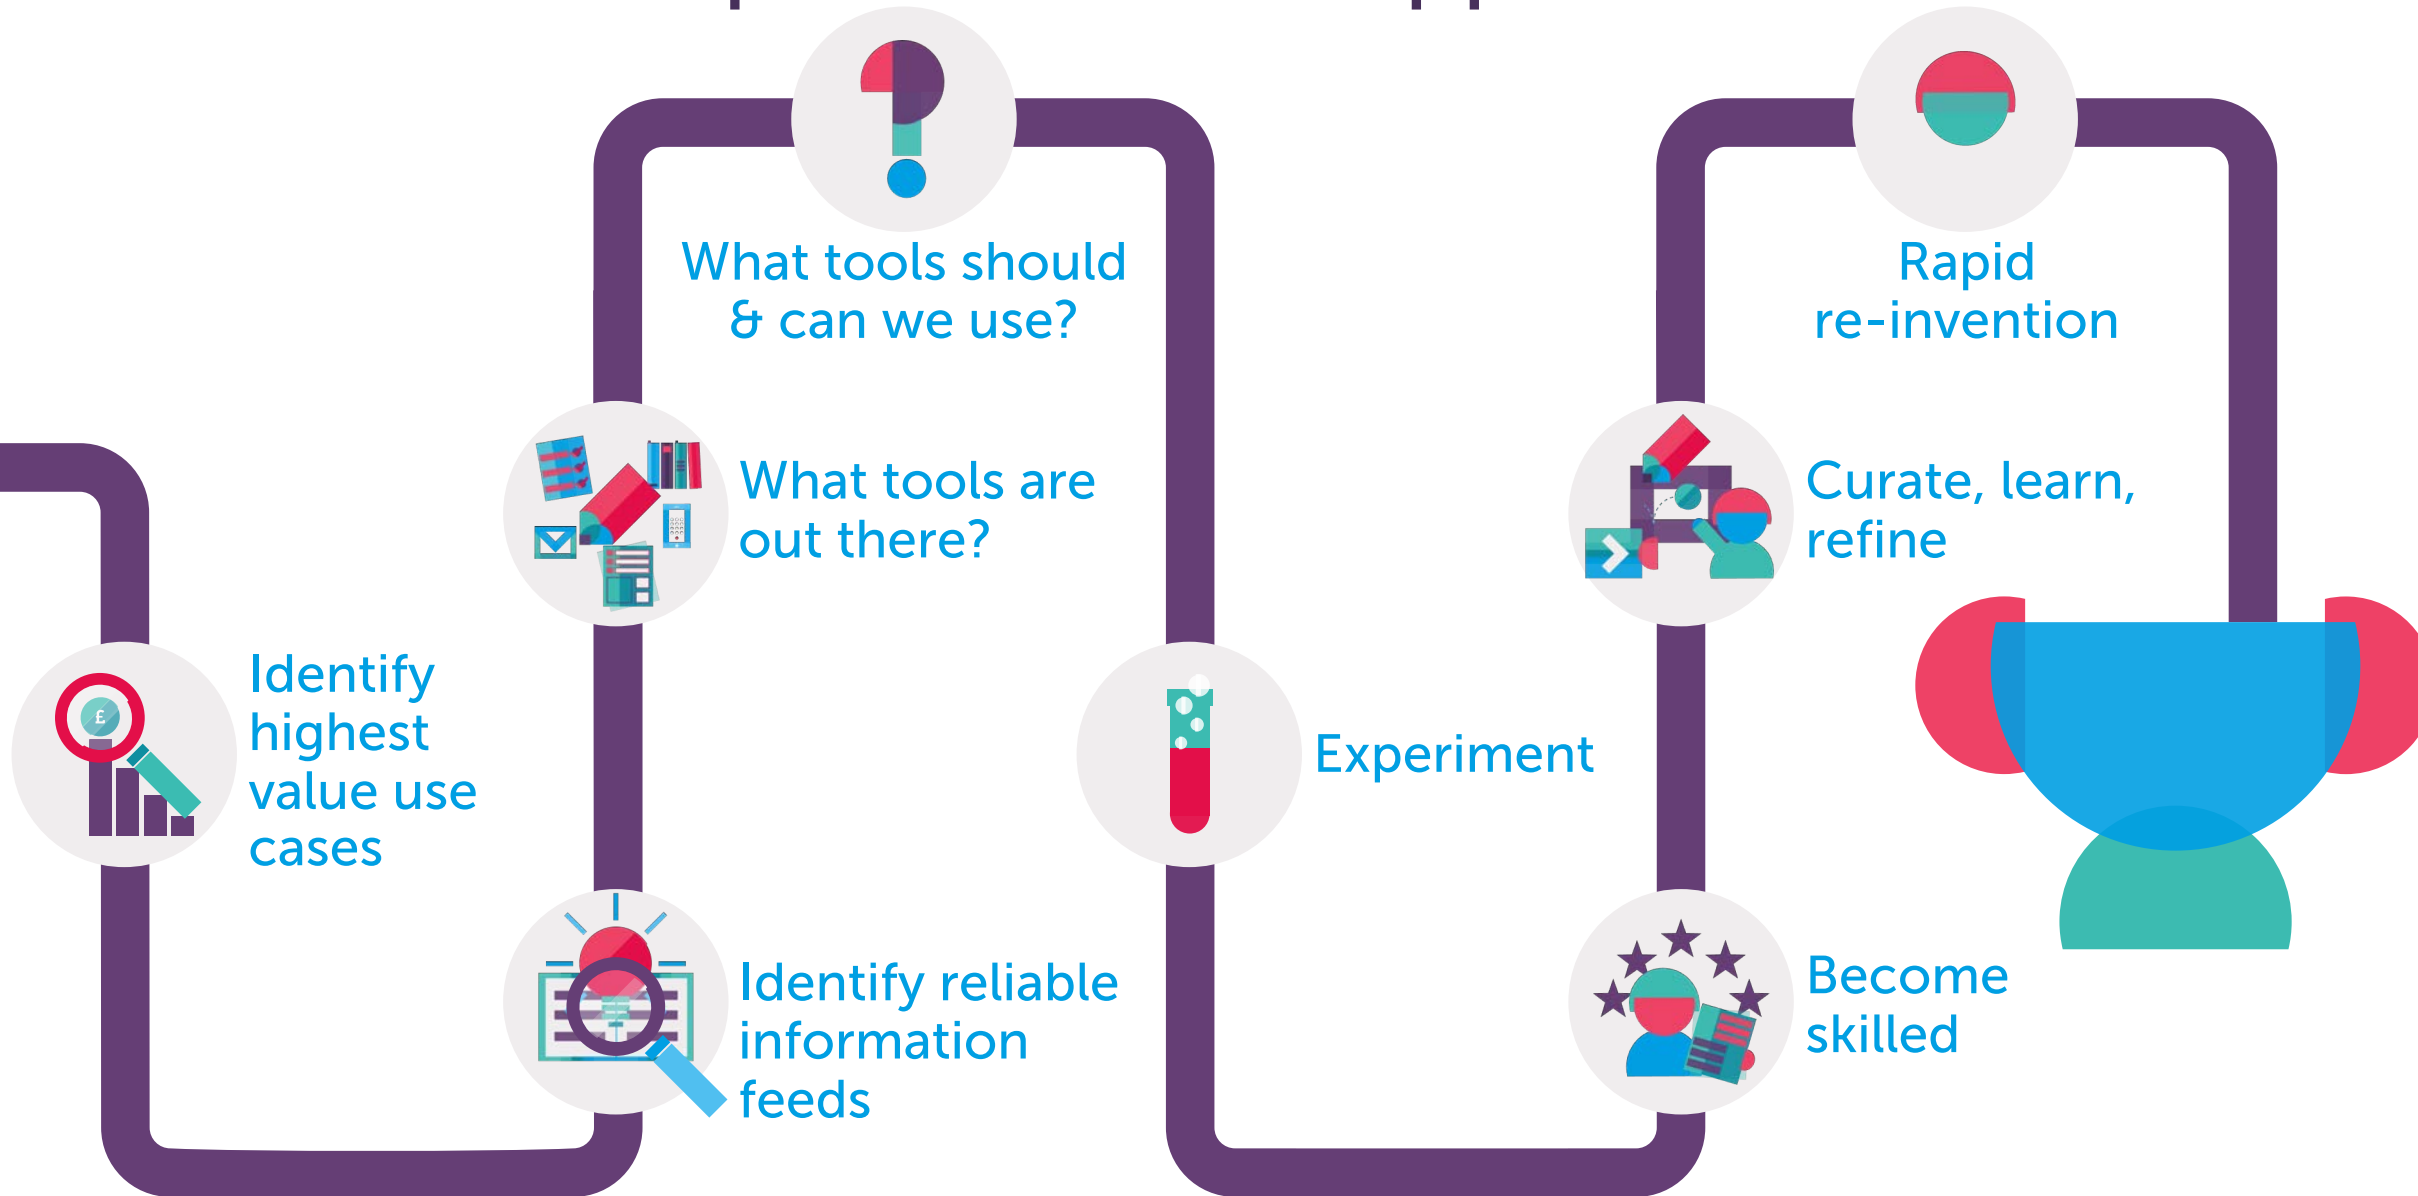 Identify
highest
value use
cases
£
Identify reliable
information
feeds
What tools are
out there?
What tools should
& can we use?
Experiment
Become
skilled
Curate, learn,
refine
Rapid
re-invention